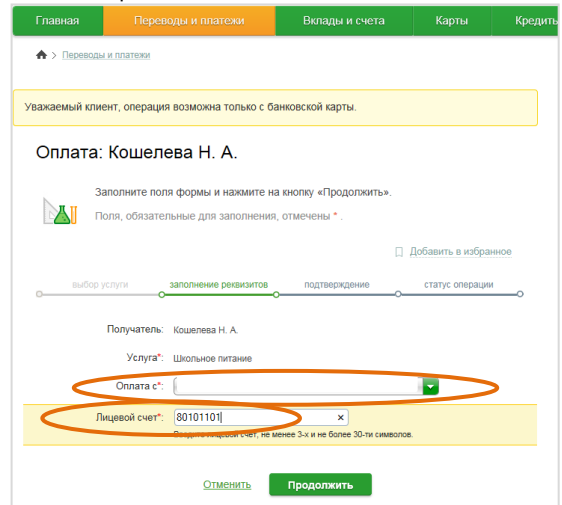 Главная Переводы и платежи Вклады и счета Карты Кредиты
> Переводы и платежи
Уважаемый клиент, операция возможна только с банковской карты.
Оплата: Кошелева Н. А.
Заполните поля формы и нажмите на кнопку «Продолжить».
Поля, обязательные для заполнения, отмечены * .
Добавить в избранное
выбор услуги заполнение реквизитов подтверждение статус операции
Получатель: Кошелева Н. А.
Услуга*: Школьное питание
Оплата с*:
Лицевой счет*: 80101101 ×
Введите лицевой счет, не менее 3-х и не более 30-ти символов.
Отменить Продолжить